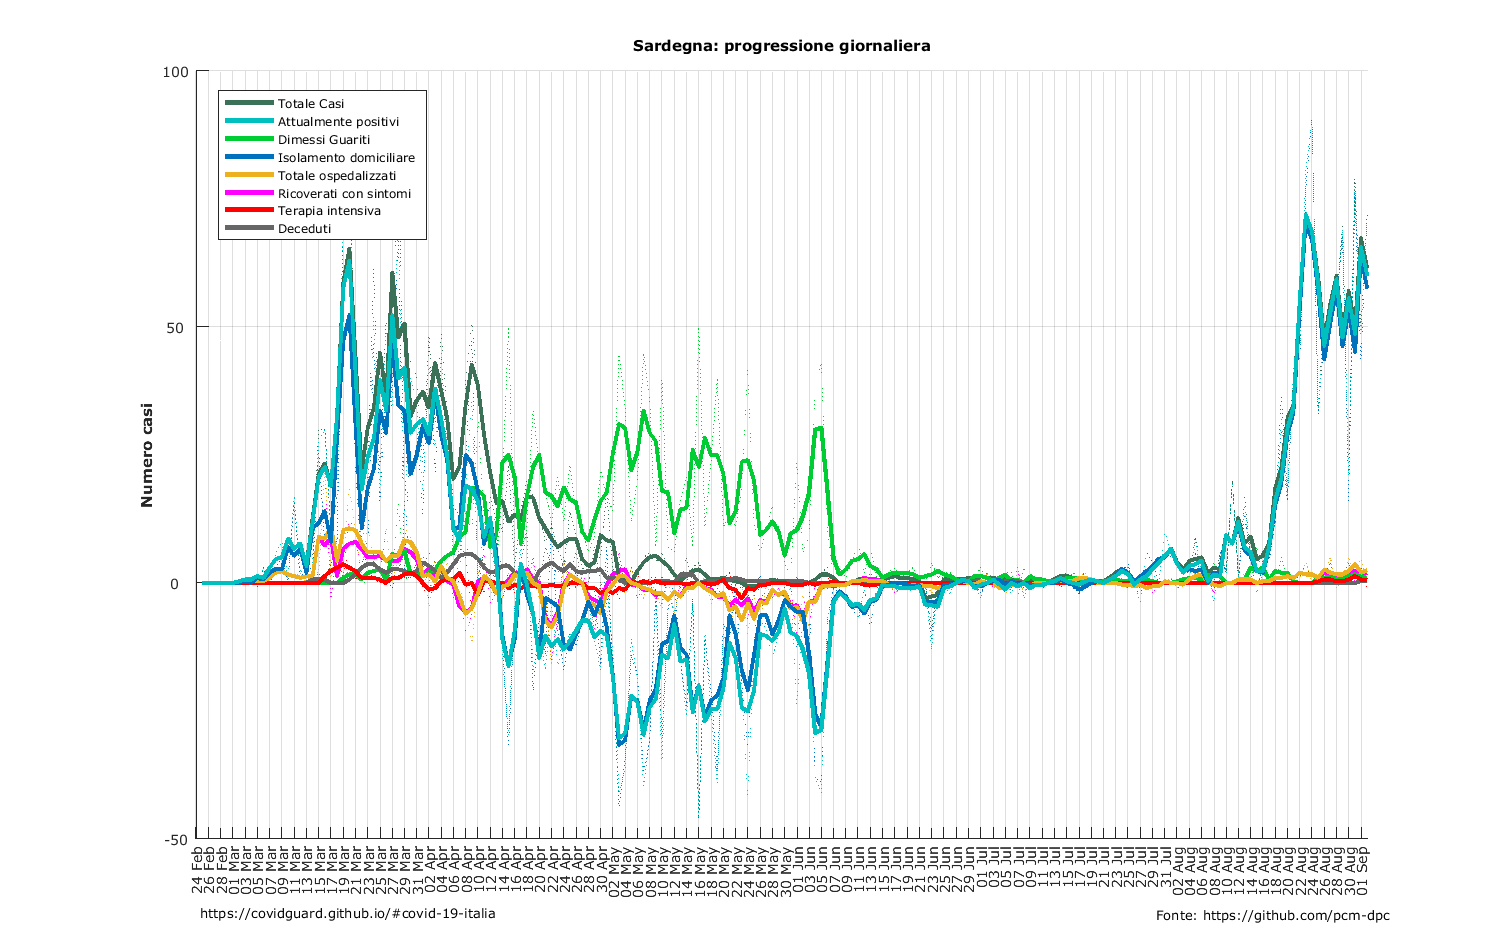 Sardegna: progressione giornaliera
100
Totale Casi
Attualmente positivi
Dimessi Guariti
Isolamento domiciliare
Totale ospedalizzati
Ricoverati con sintomi
Terapia intensiva
Deceduti
50
Numero casi
0
-50
24 Feb
26 Feb
28 Feb
01 Mar
03 Mar
05 Mar
07 Mar
09 Mar
11 Mar
13 Mar
15 Mar
17 Mar
19 Mar
21 Mar
23 Mar
25 Mar
27 Mar
29 Mar
31 Mar
02 Apr
04 Apr
06 Apr
08 Apr
10 Apr
12 Apr
14 Apr
16 Apr
18 Apr
20 Apr
22 Apr
24 Apr
26 Apr
28 Apr
30 Apr
02 May
04 May
06 May
08 May
10 May
12 May
14 May
16 May
18 May
20 May
22 May
24 May
26 May
28 May
30 May
01 Jun
03 Jun
05 Jun
07 Jun
09 Jun
11 Jun
13 Jun
15 Jun
17 Jun
19 Jun
21 Jun
23 Jun
25 Jun
27 Jun
29 Jun
01 Jul
03 Jul
05 Jul
07 Jul
09 Jul
11 Jul
13 Jul
15 Jul
17 Jul
19 Jul
21 Jul
23 Jul
25 Jul
27 Jul
29 Jul
31 Jul
02 Aug
04 Aug
06 Aug
08 Aug
10 Aug
12 Aug
14 Aug
16 Aug
18 Aug
20 Aug
22 Aug
24 Aug
26 Aug
28 Aug
30 Aug
01 Sep
https://covidguard.github.io/#covid-19-italia
Fonte: https://github.com/pcm-dpc